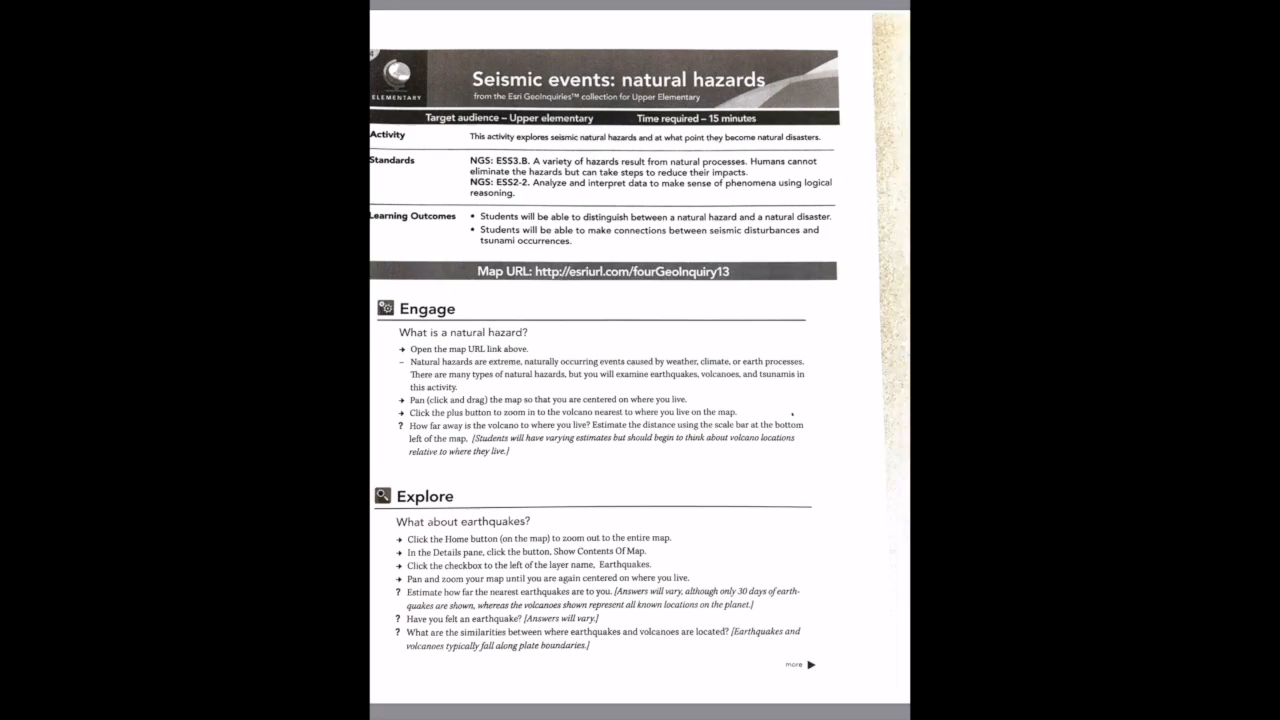 4
ELEMENTARY
Seismic events: natural hazards
from the Esri GeoInquiries™ collection for Upper Elementary
Target audience – Upper elementary Time required – 15 minutes
Activity This activity explores seismic natural hazards and at what point they become natural disasters.
Standards NGS: ESS3.B. A variety of hazards result from natural processes. Humans cannot
eliminate the hazards but can take steps to reduce their impacts.
NGS: ESS2-2. Analyze and interpret data to make sense of phenomena using logical
reasoning.
Learning Outcomes • Students will be able to distinguish between a natural hazard and a natural disaster.
• Students will be able to make connections between seismic disturbances and
tsunami occurrences.
Map URL: http://esriurl.com/fourGeoInquiry13
Engage
What is a natural hazard?
➔ Open the map URL link above.
– Natural hazards are extreme, naturally occurring events caused by weather, climate, or earth processes.
There are many types of natural hazards, but you will examine earthquakes, volcanoes, and tsunamis in
this activity.
➔ Pan (click and drag) the map so that you are centered on where you live.
➔ Click the plus button to zoom in to the volcano nearest to where you live on the map.
? How far away is the volcano to where you live? Estimate the distance using the scale bar at the bottom
left of the map. [Students will have varying estimates but should begin to think about volcano locations
relative to where they live.]
Explore
What about earthquakes?
➔ Click the Home button (on the map) to zoom out to the entire map.
➔ In the Details pane, click the button, Show Contents Of Map.
➔ Click the checkbox to the left of the layer name, Earthquakes.
➔ Pan and zoom your map until you are again centered on where you live.
? Estimate how far the nearest earthquakes are to you. [Answers will vary, although only 30 days of earth-
quakes are shown, whereas the volcanoes shown represent all known locations on the planet.]
? Have you felt an earthquake? [Answers will vary.]
? What are the similarities between where earthquakes and volcanoes are located? [Earthquakes and
volcanoes typically fall along plate boundaries.]
more ▶